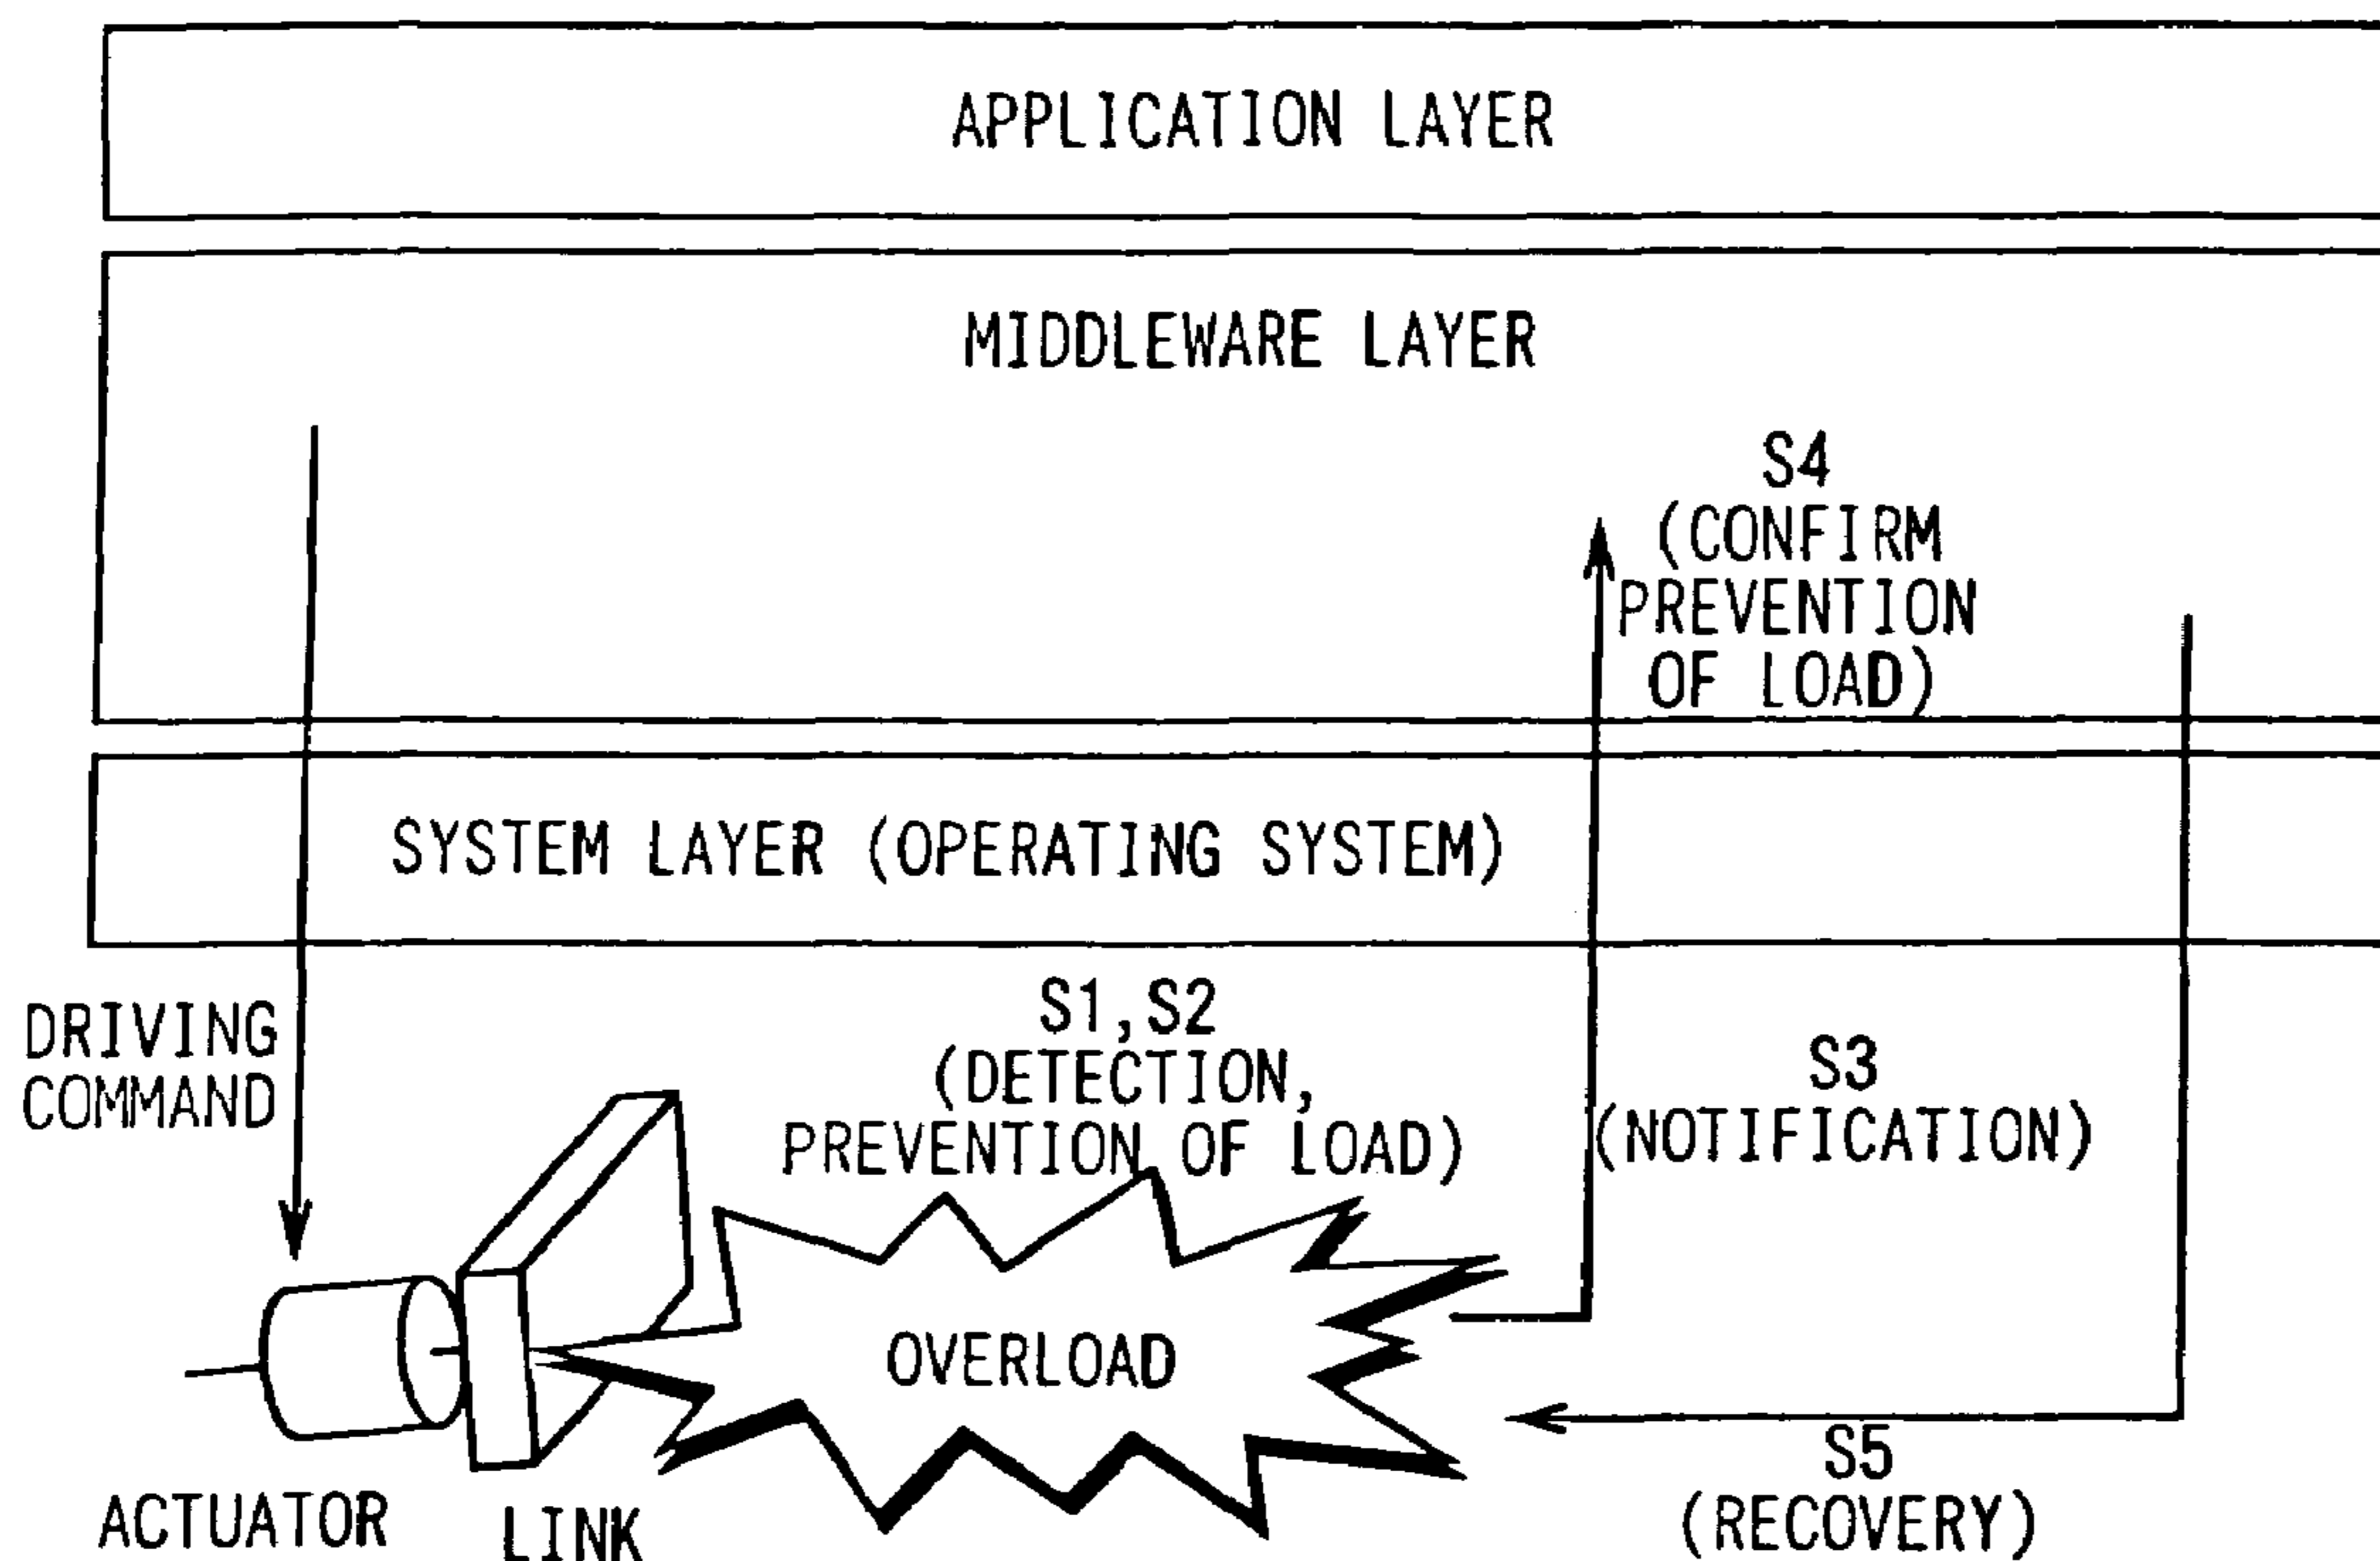 APPLICATION LAYER
MIDDLEWARE LAYER
S4
(CONFIRM
PREVENTION
OF LOAD)
SYSTEM LAYER (OPERATING SYSTEM)
DRIVING
COMMAND
S1,S2
(DETECTION,
PREVENTION OF LOAD)
S3
(NOTIFICATION)
OVERLOAD
S5
(RECOVERY)
ACTUATOR
LINK